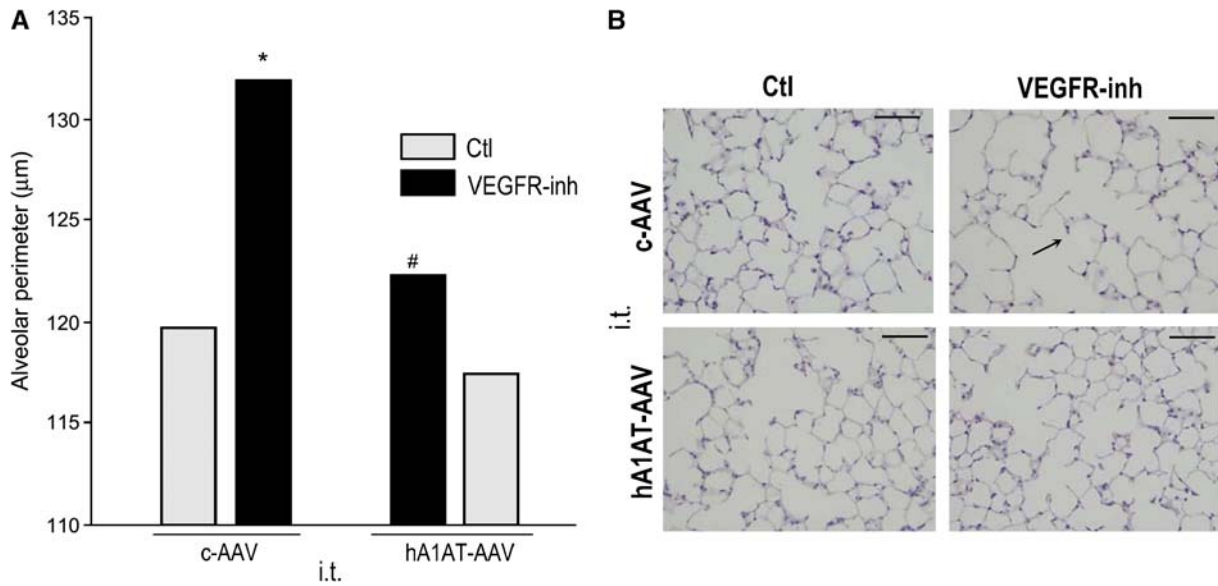 A
Alveolar perimeter (μm)
135
130
125
120
115
110
*
#
Ctl
VEGFR-inh
c-AAV
hA1AT-AAV
i.t.
B
Ctl
VEGFR-inh
c-AAV
i.t.
hA1AT-AAV